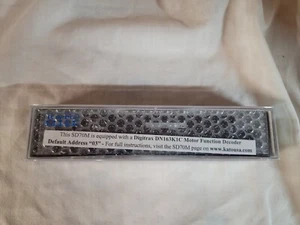 This SD70M is equipped with a Digitrax DN163K1C Motor Function Decoder
Default Address "03" - For full instructions, visit the SD70M page on www.katousa.com